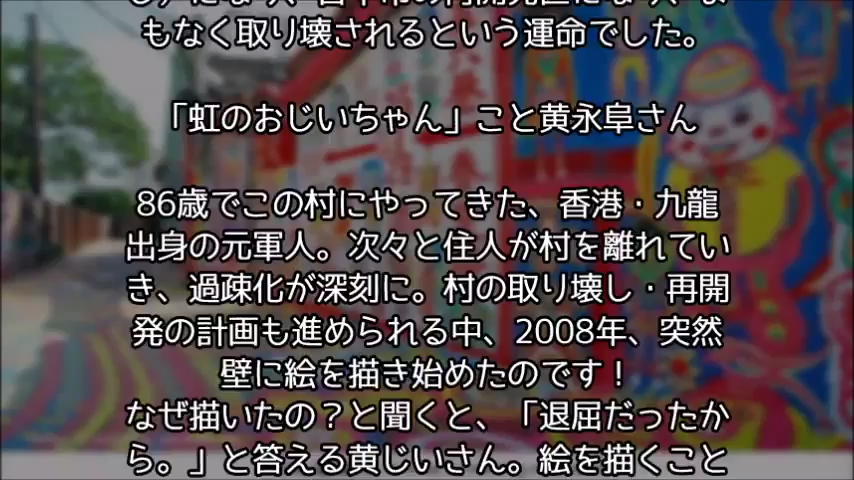 もなく取り壊されるという運命でした。
「虹のおじいちゃん」こと黄永阜さん
86歳でこの村にやってきた、香港・九龍
出身の元軍人。次々と住人が村を離れてい
き、過疎化が深刻に。村の取り壊し・再開
発の計画も進められる中、2008年、突然
壁に絵を描き始めたのです！
なぜ描いたの？と聞くと、「退屈だったか
ら。」と答える黄じいさん。絵を描くこと